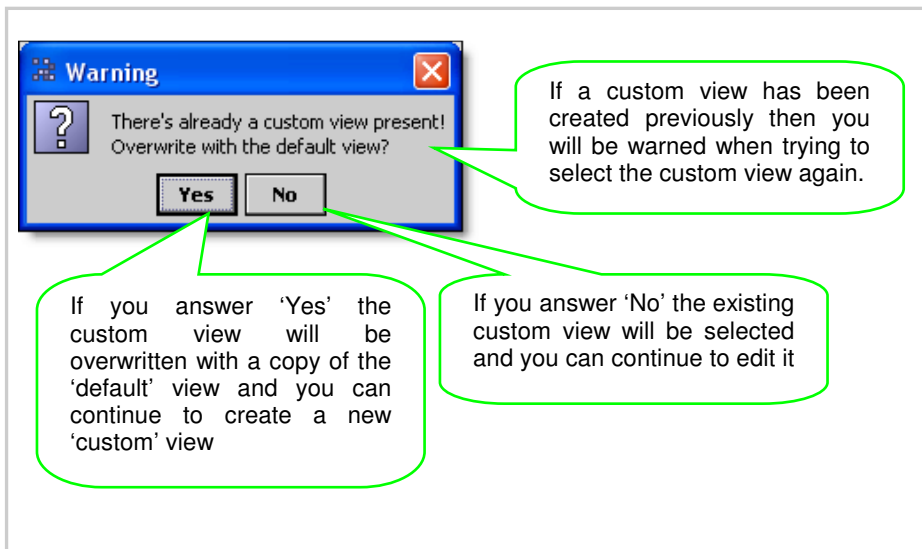 Warning
There's already a custom view present!
Overwrite with the default view?
Yes No
If a custom view has been
created previously then you
will be warned when trying to
select the custom view again.
If you answer ‘Yes’ the
custom view will be
overwritten with a copy of the
‘default’ view and you can
continue to create a new
‘custom’ view
If you answer ‘No’ the existing
custom view will be selected
and you can continue to edit it